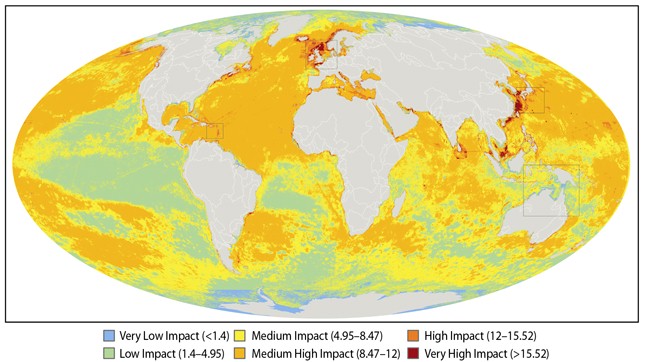 Very Low Impact (<1.4) Medium Impact (4.95–8.47) High Impact (12–15.52)
Low Impact (1.4–4.95) Medium High Impact (8.47–12) Very High Impact (>15.52)